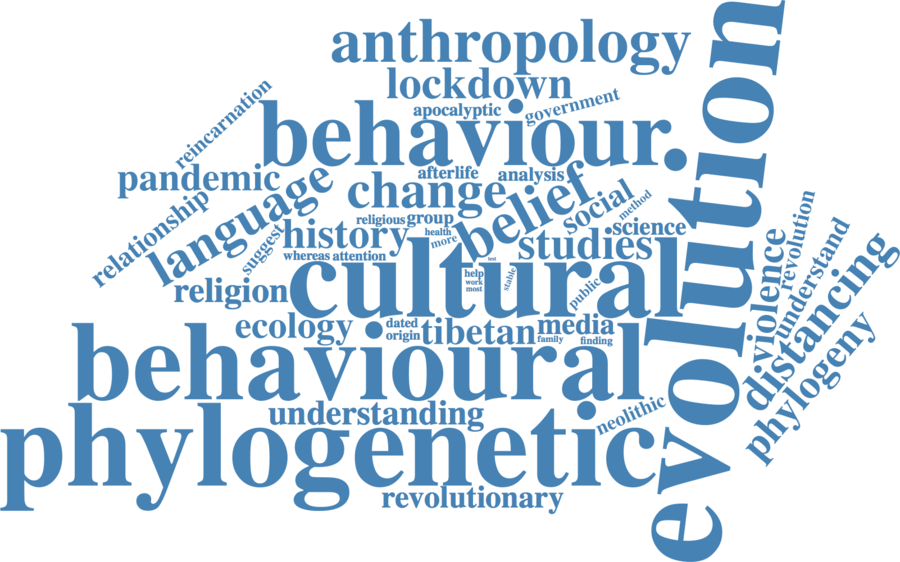 anthropology
lockdown
apocalyptic
government
reincarnation
behaviour.
evolution
pandemic
language
afterlife
analysis
change
belief
social
method
relationship
religious
group
science
suggest
history
health
more
studies
whereas
attention
cultural
test
help
work
most
stable
public
religion
violence
revolution
understand
distancing
phylogeny
ecology
dated
origin
tibetan
media
family
finding
behavioural
understanding
neolithic
phylogenetic
revolutionary